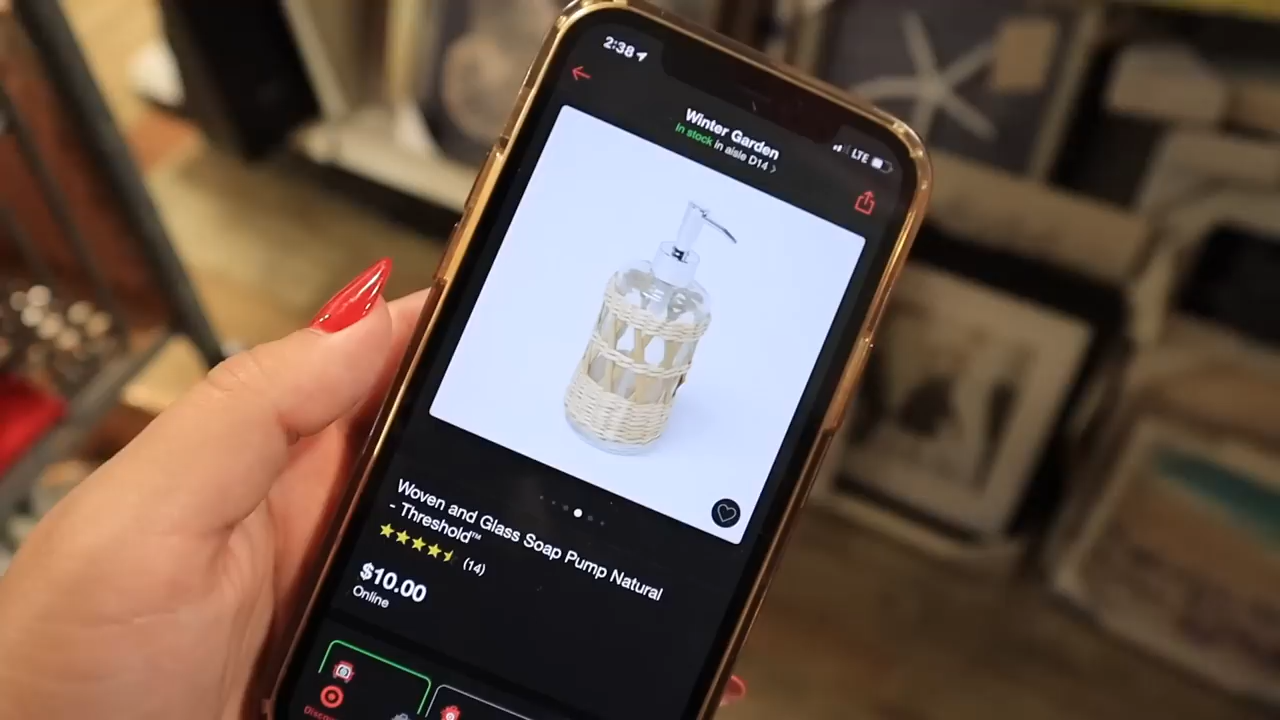 2:38
LTE
Winter Garden
In stock in aisle D14 >
Woven and Glass Soap Pump Natural
- Threshold™
(14)
$10.00
Online